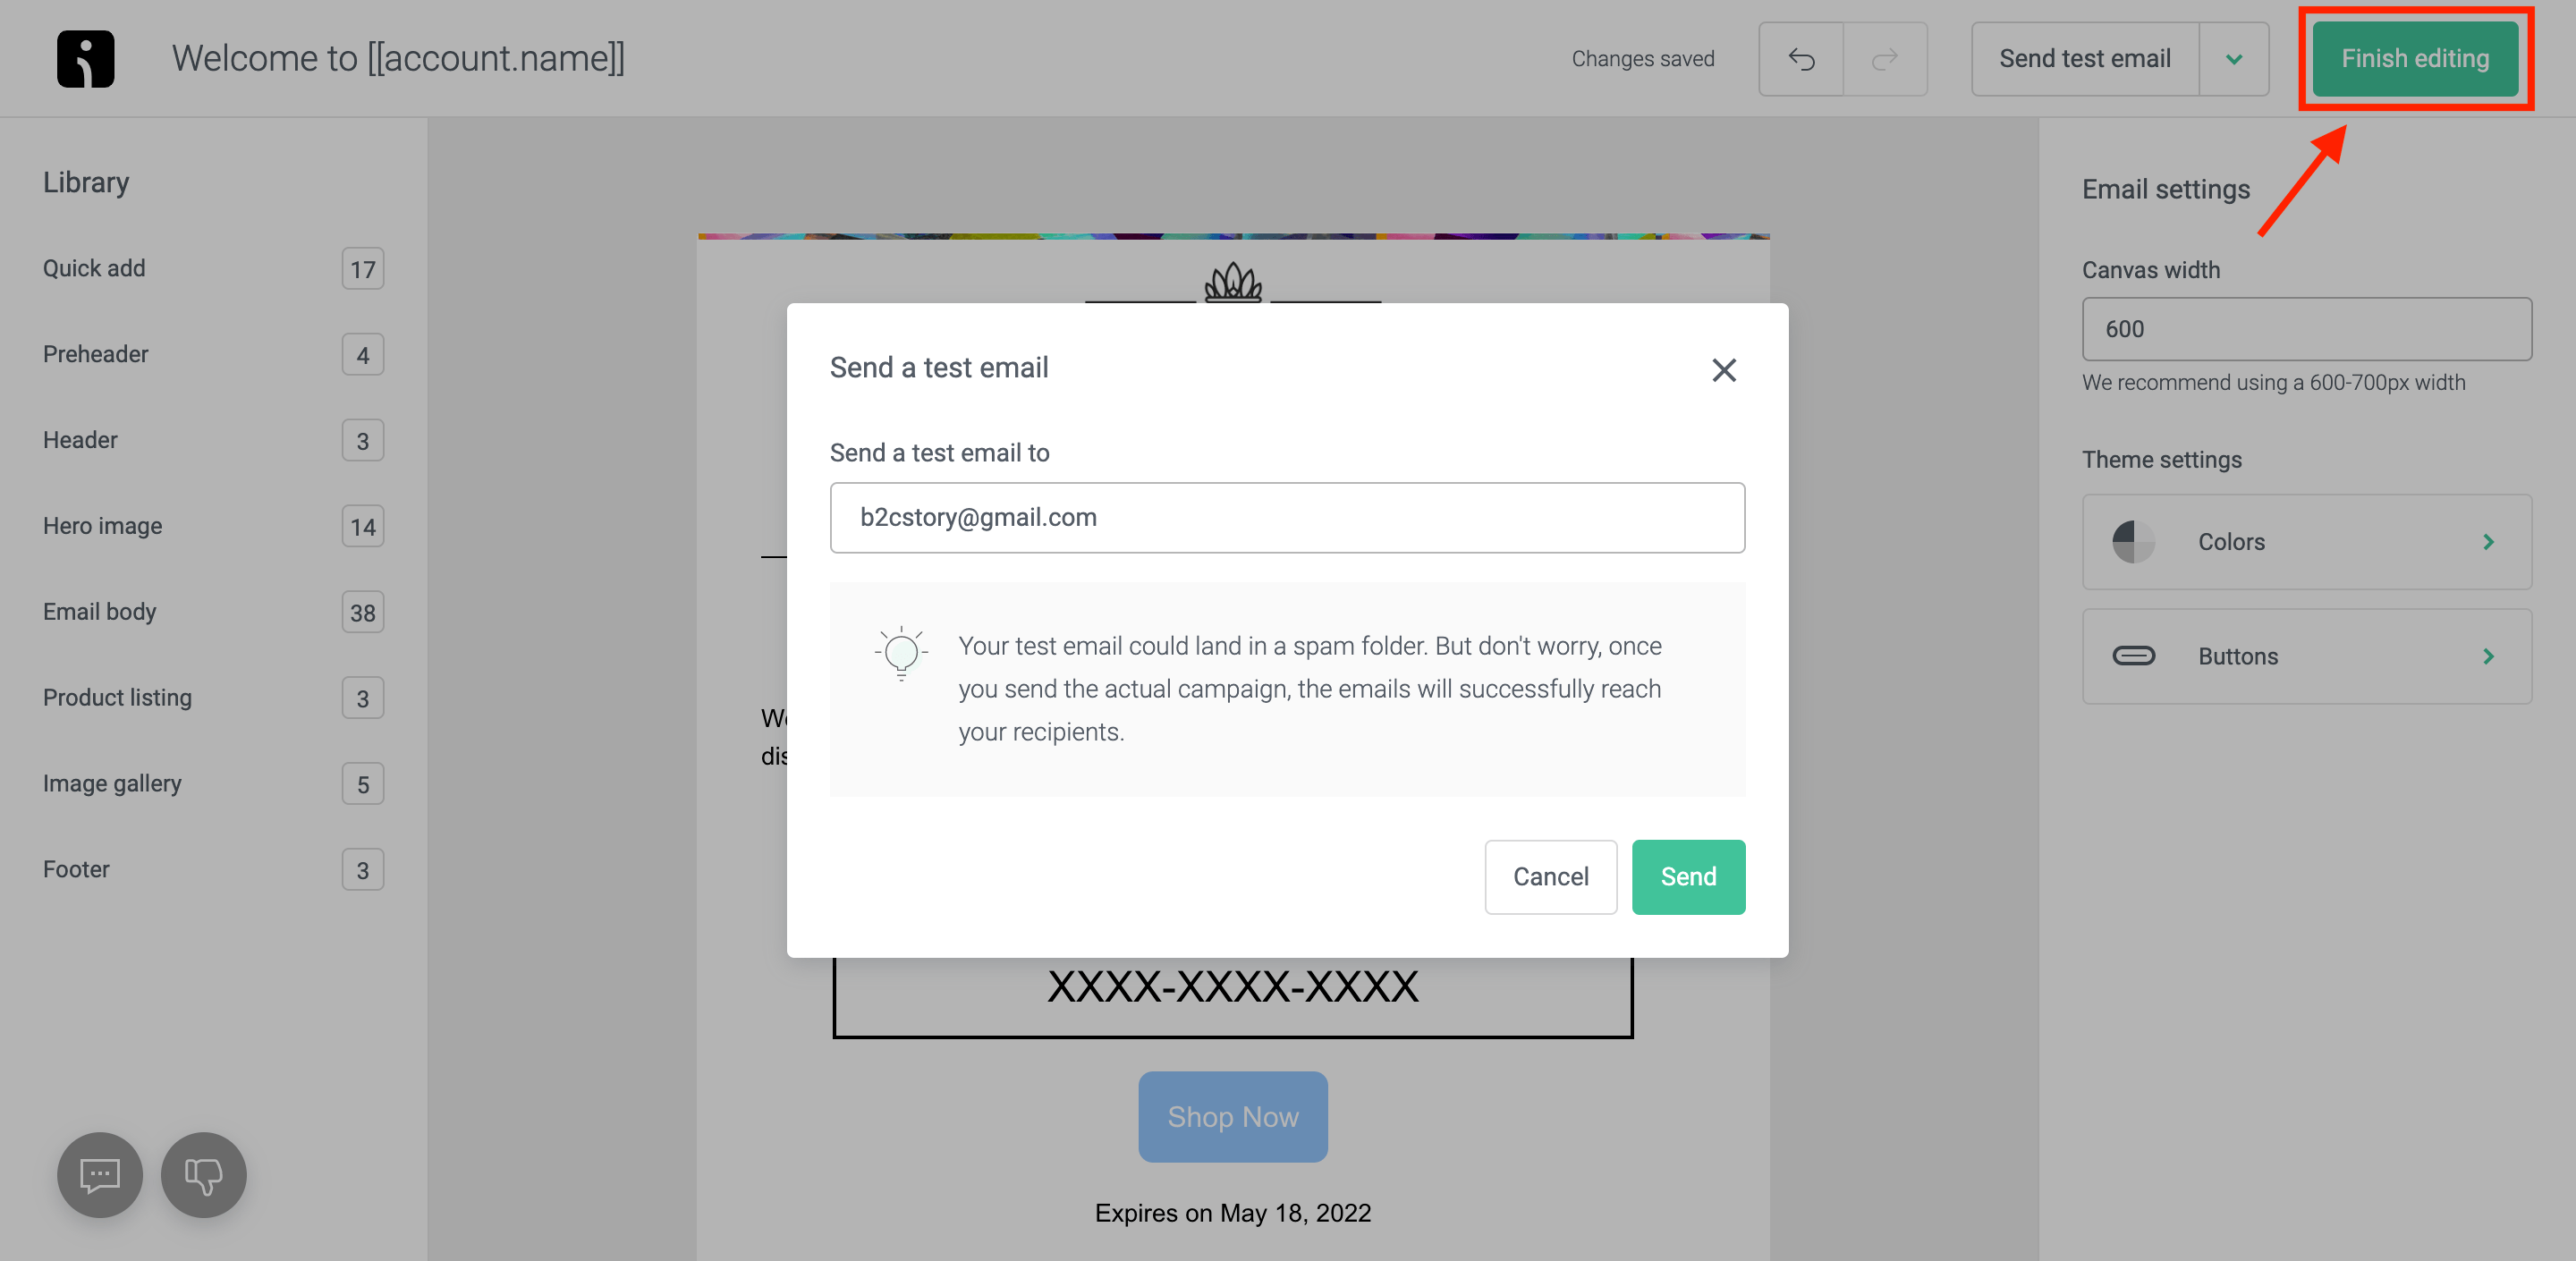 Welcome to [[account.name]]
Changes saved
Send test email
Finish editing
Library
Quick add 17
Preheader 4
Header 3
Hero image 14
Email body 38
Product listing 3
Image gallery 5
Footer 3
Send a test email
Send a test email to
b2cstory@gmail.com
Your test email could land in a spam folder. But don't worry, once
you send the actual campaign, the emails will successfully reach
your recipients.
Cancel
Send
XXXX-XXXX-XXXX
Shop Now
Expires on May 18, 2022
Email settings
Canvas width
600
We recommend using a 600-700px width
Theme settings
Colors
Buttons